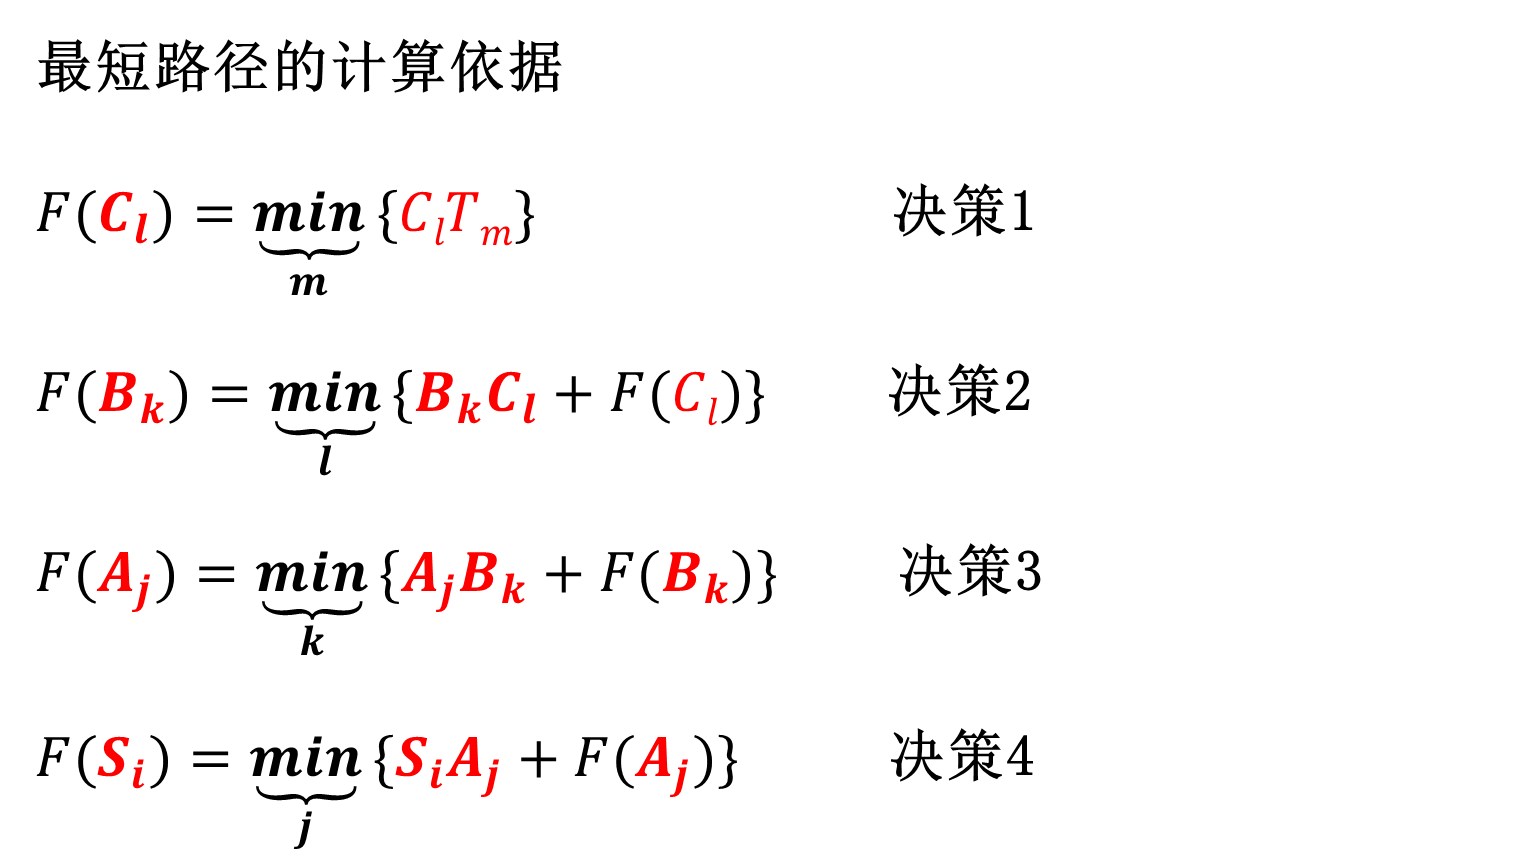 最短路径的计算依据
F(C_l) = min_m {C_l T_m} 决策1
F(B_k) = min_l {B_k C_l + F(C_l)} 决策2
F(A_j) = min_k {A_j B_k + F(B_k)} 决策3
F(S_i) = min_j {S_i A_j + F(A_j)} 决策4